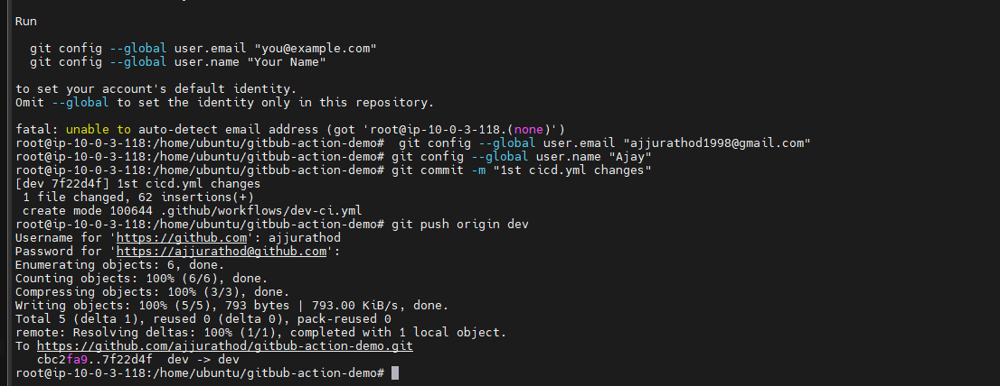 Run
git config --global user.email "you@example.com"
git config --global user.name "Your Name"
to set your account's default identity.
Omit --global to set the identity only in this repository.
fatal: unable to auto-detect email address (got 'root@ip-10-0-3-118.(none)')
root@ip-10-0-3-118:/home/ubuntu/gitbub-action-demo#  git config --global user.email "ajjurathod1998@gmail.com"
root@ip-10-0-3-118:/home/ubuntu/gitbub-action-demo# git config --global user.name "Ajay"
root@ip-10-0-3-118:/home/ubuntu/gitbub-action-demo# git commit -m "1st cicd.yml changes"
[dev 7f22d4f] 1st cicd.yml changes
1 file changed, 62 insertions(+)
create mode 100644 .github/workflows/dev-ci.yml
root@ip-10-0-3-118:/home/ubuntu/gitbub-action-demo# git push origin dev
Username for 'https://github.com': ajjurathod
Password for 'https://ajjurathod@github.com':
Enumerating objects: 6, done.
Counting objects: 100% (6/6), done.
Compressing objects: 100% (3/3), done.
Writing objects: 100% (5/5), 793 bytes | 793.00 KiB/s, done.
Total 5 (delta 1), reused 0 (delta 0), pack-reused 0
remote: Resolving deltas: 100% (1/1), completed with 1 local object.
To https://github.com/ajjurathod/gitbub-action-demo.git
cbc2fa9..7f22d4f  dev -> dev
root@ip-10-0-3-118:/home/ubuntu/gitbub-action-demo#